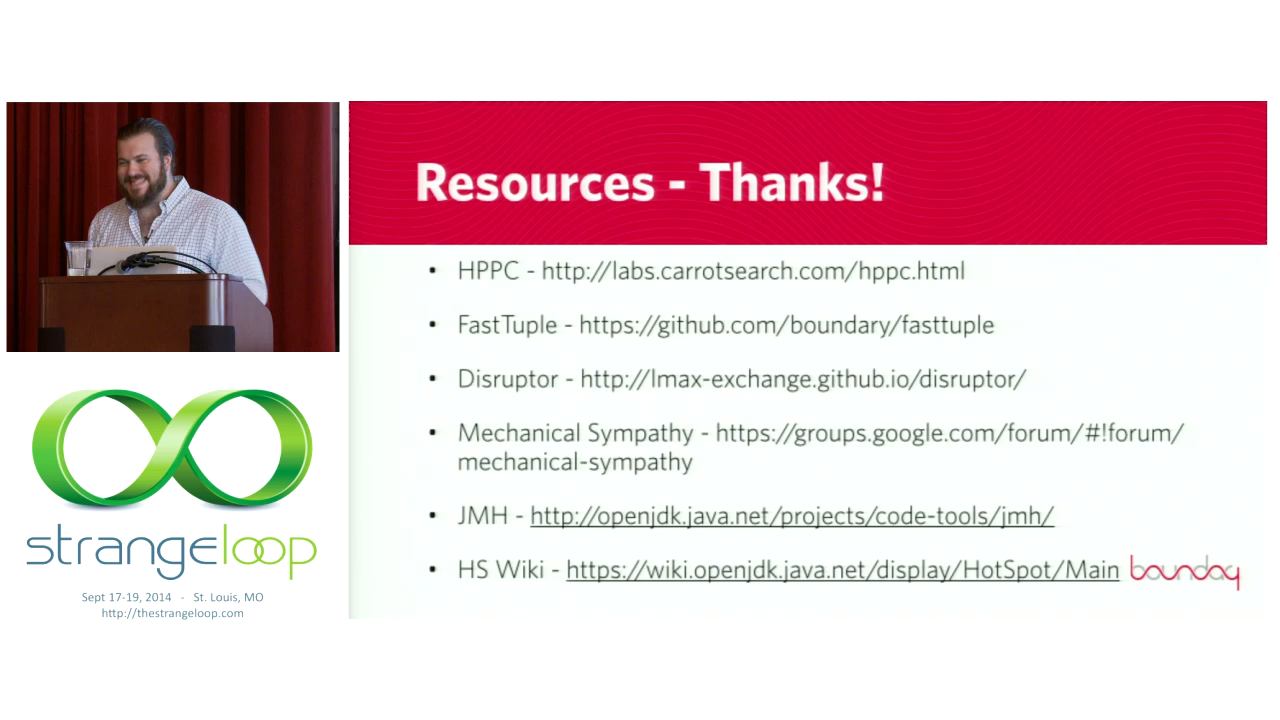 Resources - Thanks!
• HPPC - http://labs.carrotsearch.com/hppc.html
• FastTuple - https://github.com/boundary/fasttuple
• Disruptor - http://lmax-exchange.github.io/disruptor/
• Mechanical Sympathy - https://groups.google.com/forum/#!forum/
mechanical-sympathy
• JMH - http://openjdk.java.net/projects/code-tools/jmh/
• HS Wiki - https://wiki.openjdk.java.net/display/HotSpot/Main
boundary
strangeloop
Sept 17-19, 2014 - St. Louis, MO
http://thestrangeloop.com